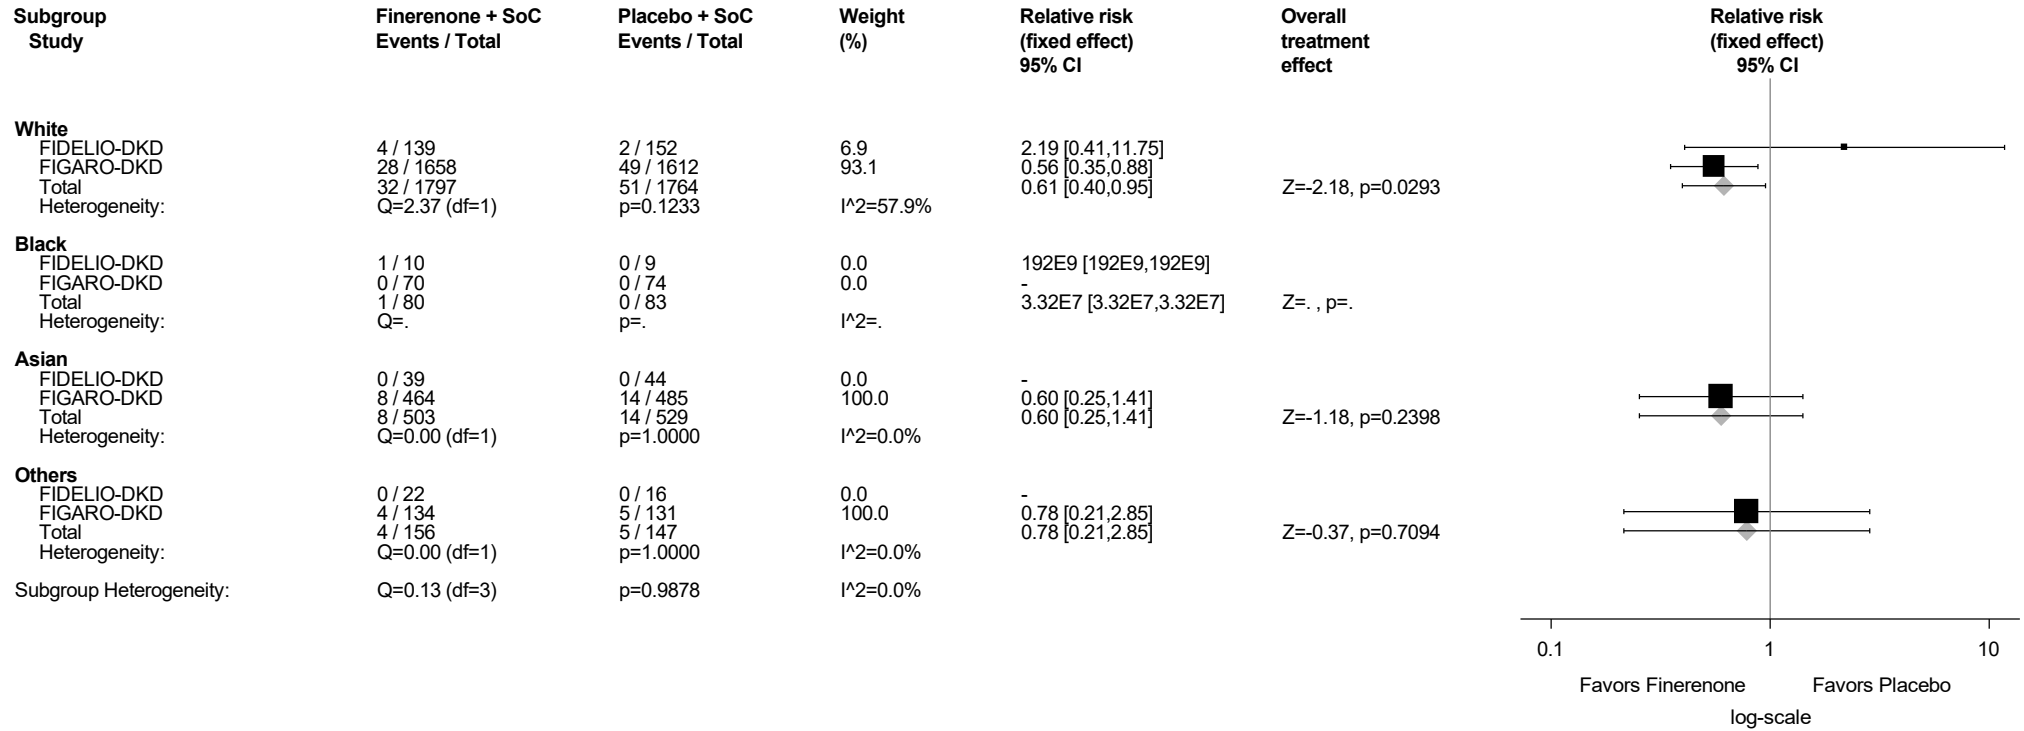 Subgroup Finerenone + SoC Placebo + SoC Weight Relative risk Overall Relative risk
Study Events / Total Events / Total (%) (fixed effect) treatment (fixed effect)
95% CI effect 95% CI
White
FIDELIO-DKD 4 / 139 2 / 152 6.9 2.19 [0.41,11.75]
FIGARO-DKD 28 / 1658 49 / 1612 93.1 0.56 [0.35,0.88]
Total 32 / 1797 51 / 1764 0.61 [0.40,0.95] Z=-2.18, p=0.0293
Heterogeneity: Q=2.37 (df=1) p=0.1233 I^2=57.9%
Black
FIDELIO-DKD 1 / 10 0 / 9 0.0 192E9 [192E9,192E9]
FIGARO-DKD 0 / 70 0 / 74 0.0 -
Total 1 / 80 0 / 83 3.32E7 [3.32E7,3.32E7] Z=. , p=.
Heterogeneity: Q=. p=. I^2=.
Asian
FIDELIO-DKD 0 / 39 0 / 44 0.0 -
FIGARO-DKD 8 / 464 14 / 485 100.0 0.60 [0.25,1.41]
Total 8 / 503 14 / 529 0.60 [0.25,1.41] Z=-1.18, p=0.2398
Heterogeneity: Q=0.00 (df=1) p=1.0000 I^2=0.0%
Others
FIDELIO-DKD 0 / 22 0 / 16 0.0 -
FIGARO-DKD 4 / 134 5 / 131 100.0 0.78 [0.21,2.85]
Total 4 / 156 5 / 147 0.78 [0.21,2.85] Z=-0.37, p=0.7094
Heterogeneity: Q=0.00 (df=1) p=1.0000 I^2=0.0%
Subgroup Heterogeneity: Q=0.13 (df=3) p=0.9878 I^2=0.0%
0.1 1 10
Favors Finerenone Favors Placebo
log-scale